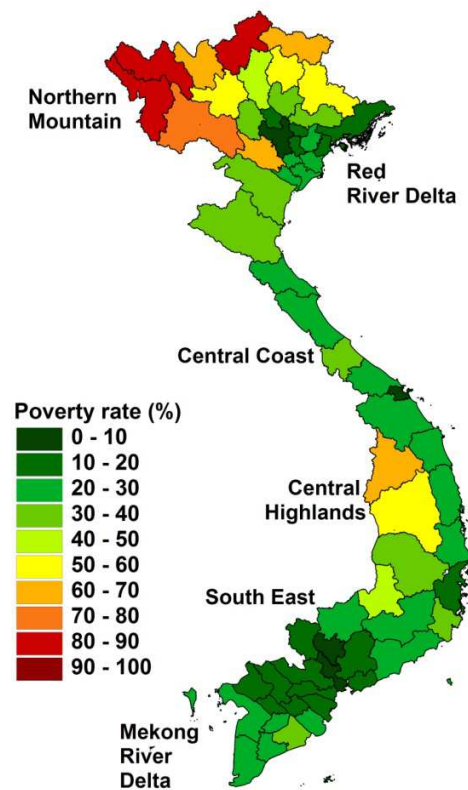 Northern
Mountain
Red
River Delta
Central Coast
Poverty rate (%)
0 - 10
10 - 20
20 - 30
30 - 40
40 - 50
50 - 60
60 - 70
70 - 80
80 - 90
90 - 100
Central
Highlands
South East
Mekong
River
Delta